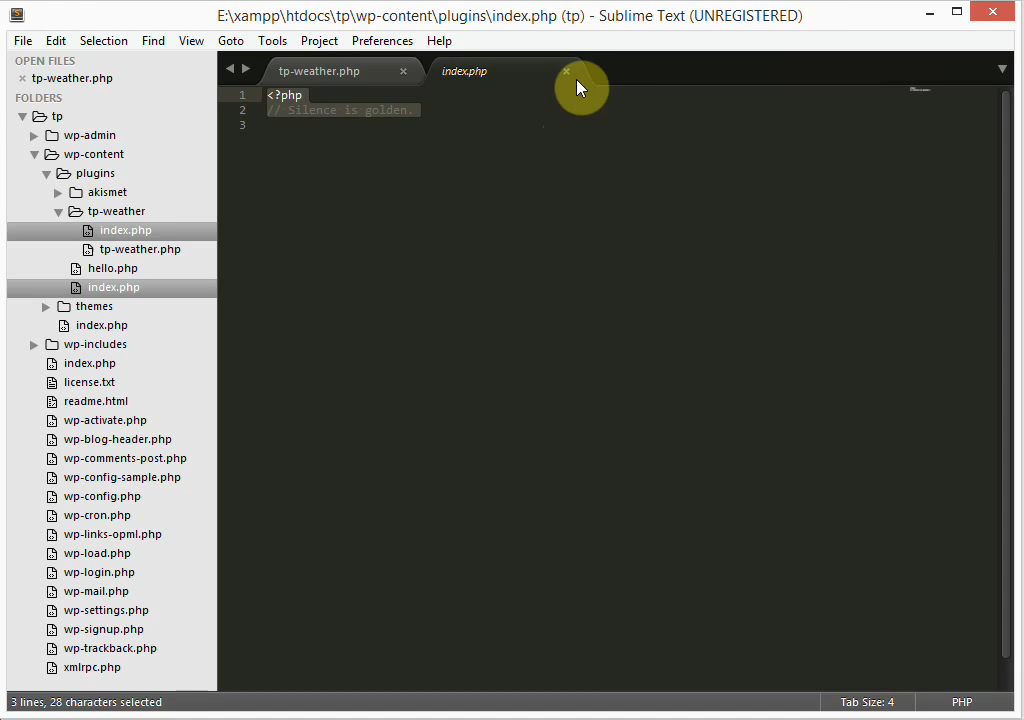 E:\xampp\htdocs\tp\wp-content\plugins\index.php (tp) - Sublime Text (UNREGISTERED)
File Edit Selection Find View Goto Tools Project Preferences Help
OPEN FILES
tp-weather.php
FOLDERS
tp
wp-admin
wp-content
plugins
akismet
tp-weather
index.php
tp-weather.php
hello.php
index.php
themes
index.php
wp-includes
index.php
license.txt
readme.html
wp-activate.php
wp-blog-header.php
wp-comments-post.php
wp-config-sample.php
wp-config.php
wp-cron.php
wp-links-opml.php
wp-load.php
wp-login.php
wp-mail.php
wp-settings.php
wp-signup.php
wp-trackback.php
xmlrpc.php
tp-weather.php index.php
1 <?php
2 // Silence is golden.
3
3 lines, 28 characters selected Tab Size: 4 PHP